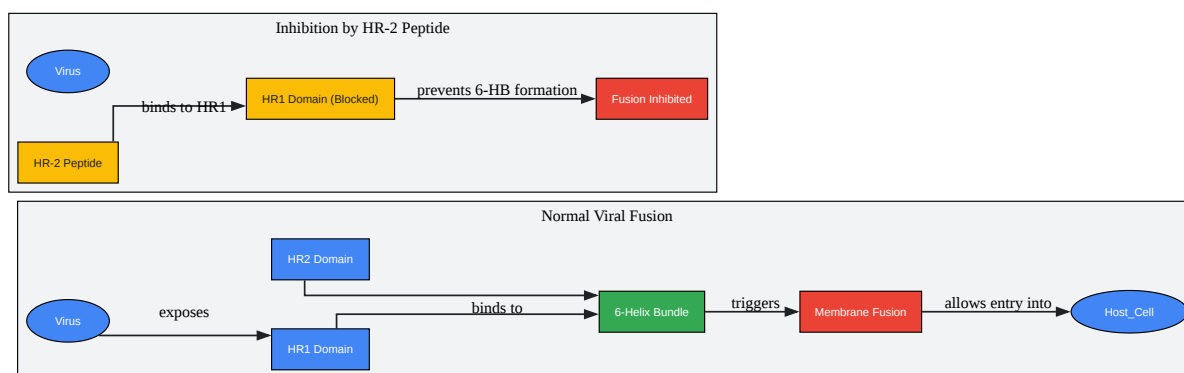 Inhibition by HR-2 Peptide
Virus
binds to HR1
HR1 Domain (Blocked)
prevents 6-HB formation
Fusion Inhibited
HR-2 Peptide
Normal Viral Fusion
HR2 Domain
Virus
exposes
HR1 Domain
binds to
6-Helix Bundle
triggers
Membrane Fusion
allows entry into
Host_Cell